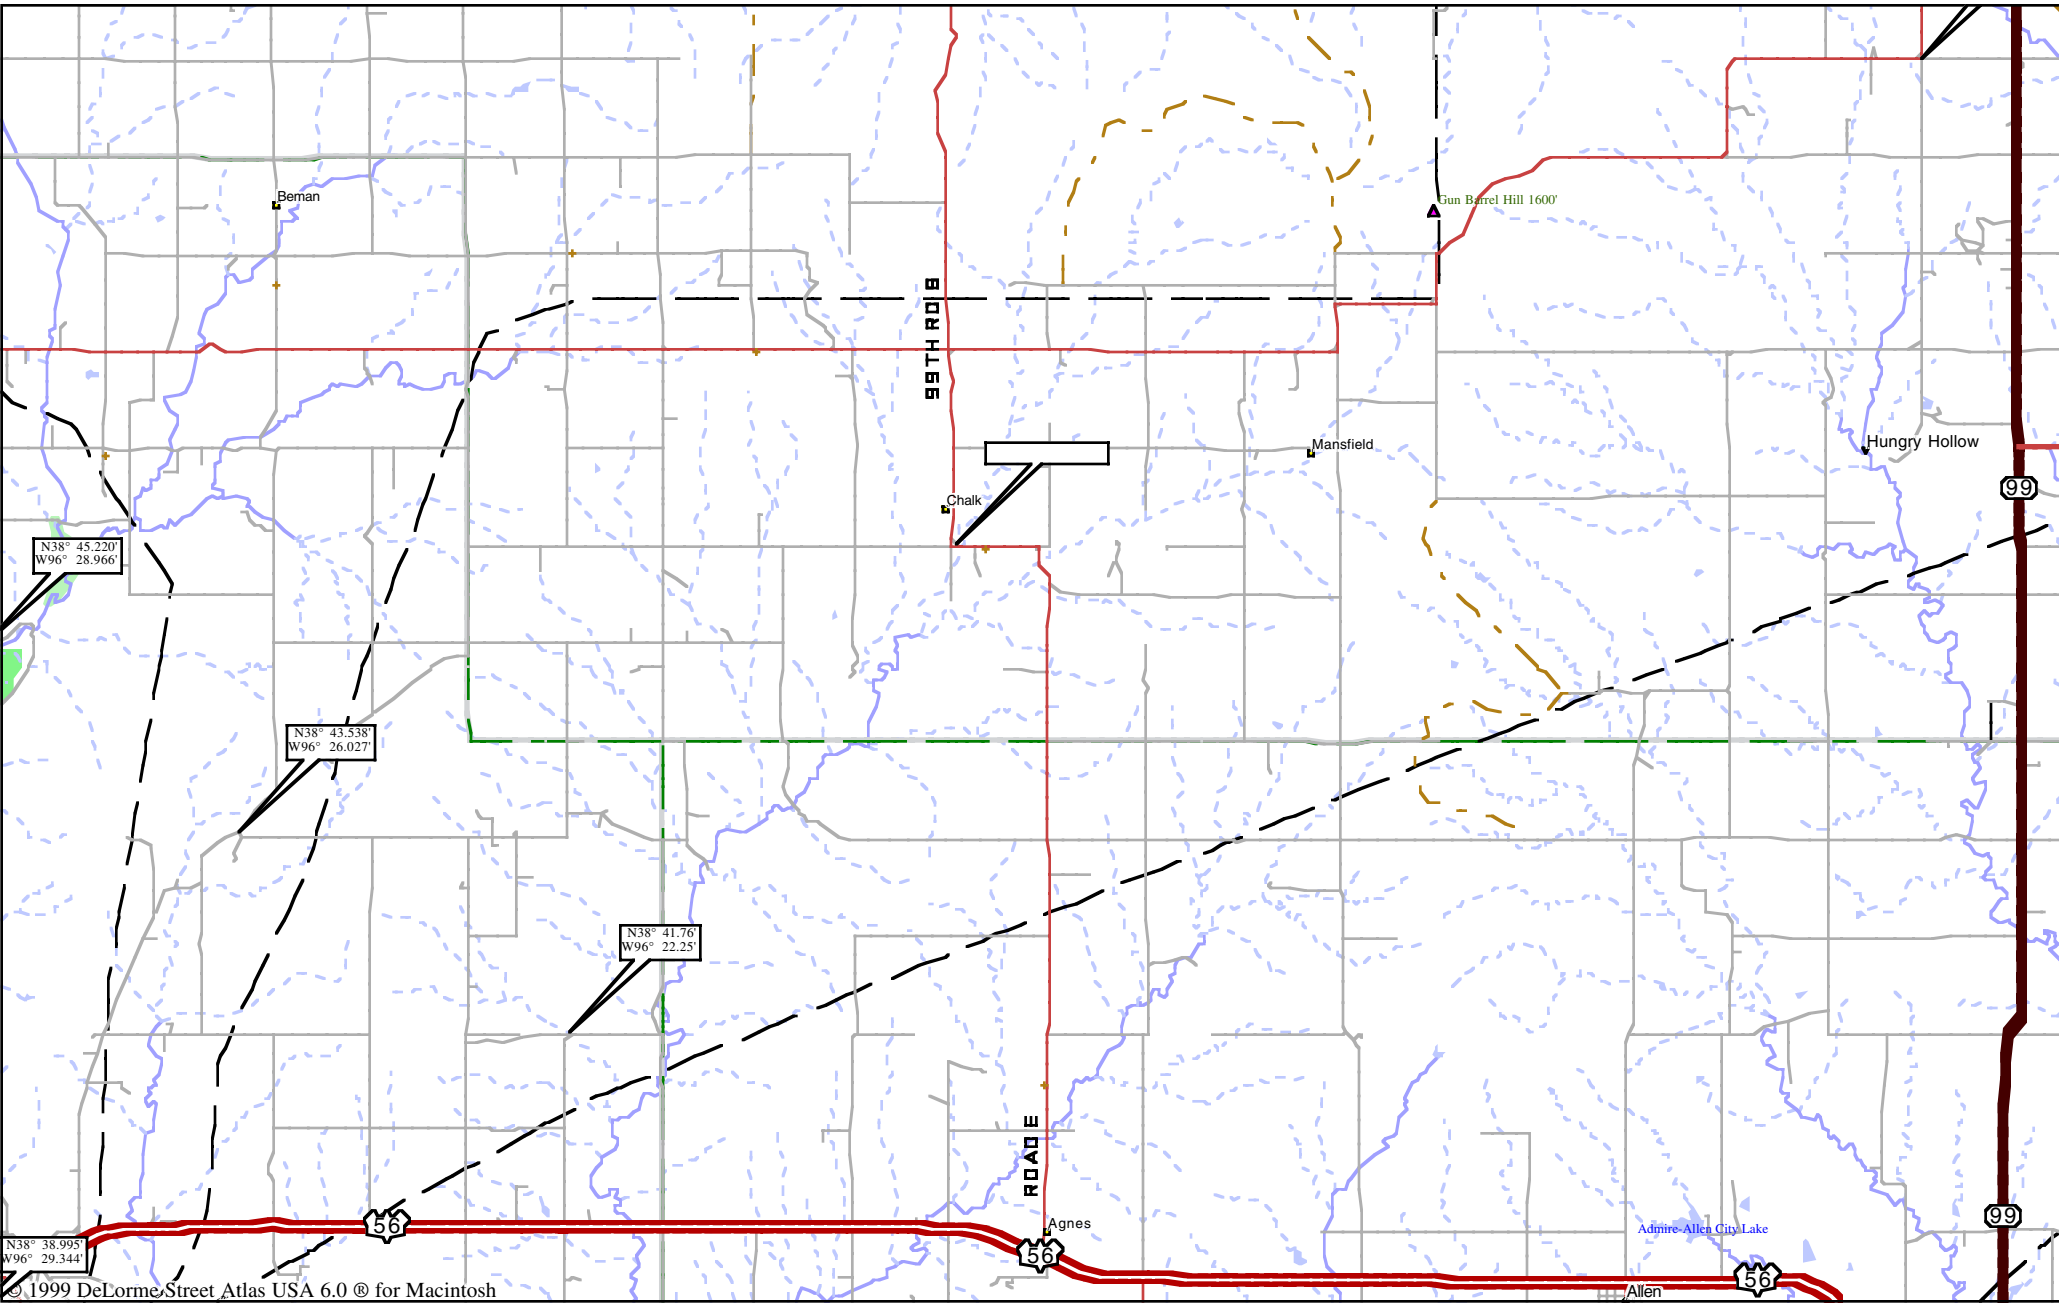 Beman
Gun Barrel Hill 1600'
99TH RD S
Mansfield
Hungry Hollow
99
Chalk
N38° 45.220'
W96° 28.966'
N38° 43.538'
W96° 26.027'
N38° 41.76'
W96° 22.25'
ROAD E
56
Agnes
56
99
Admire-Allen City Lake
N38° 38.995'
W96° 29.344'
56
Allen
© 1999 DeLorme Street Atlas USA 6.0 ® for Macintosh